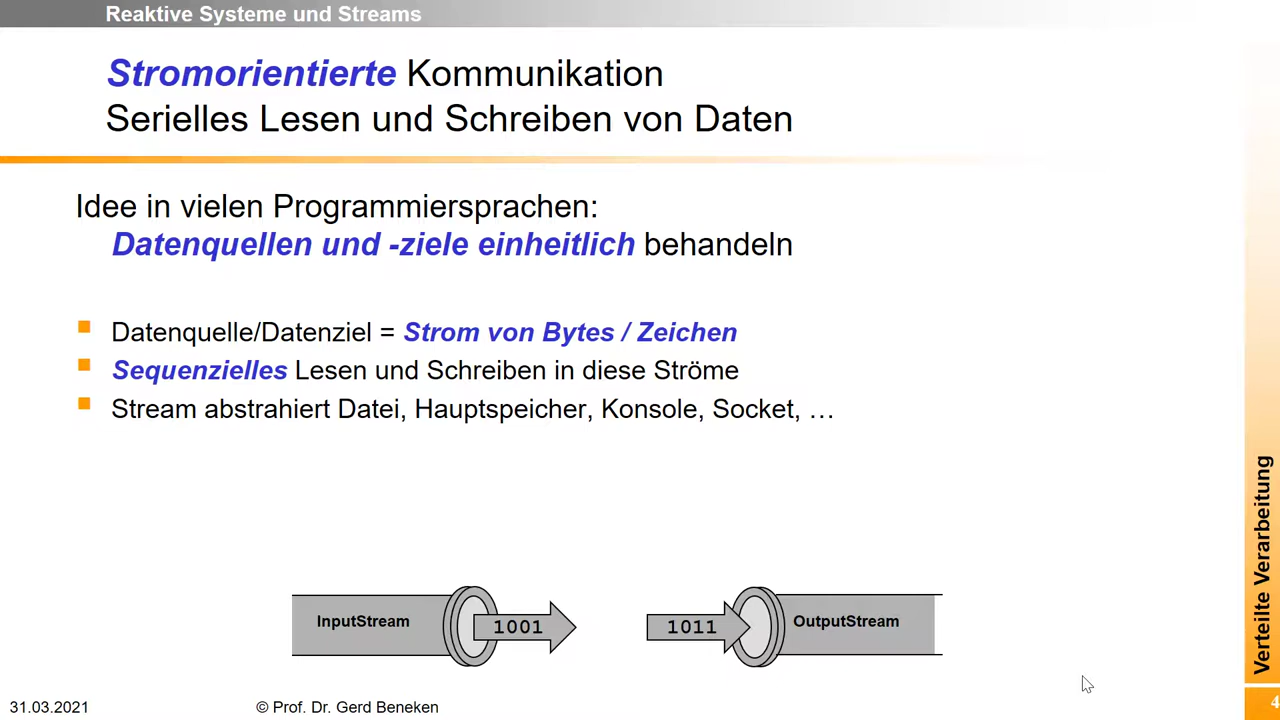 Reaktive Systeme und Streams
Stromorientierte Kommunikation
Serielles Lesen und Schreiben von Daten
Idee in vielen Programmiersprachen:
Datenquellen und -ziele einheitlich behandeln
Datenquelle/Datenziel = Strom von Bytes / Zeichen
Sequenzielles Lesen und Schreiben in diese Ströme
Stream abstrahiert Datei, Hauptspeicher, Konsole, Socket, …
InputStream
1001
1011
OutputStream
Verteilte Verarbeitung
31.03.2021
© Prof. Dr. Gerd Beneken
4